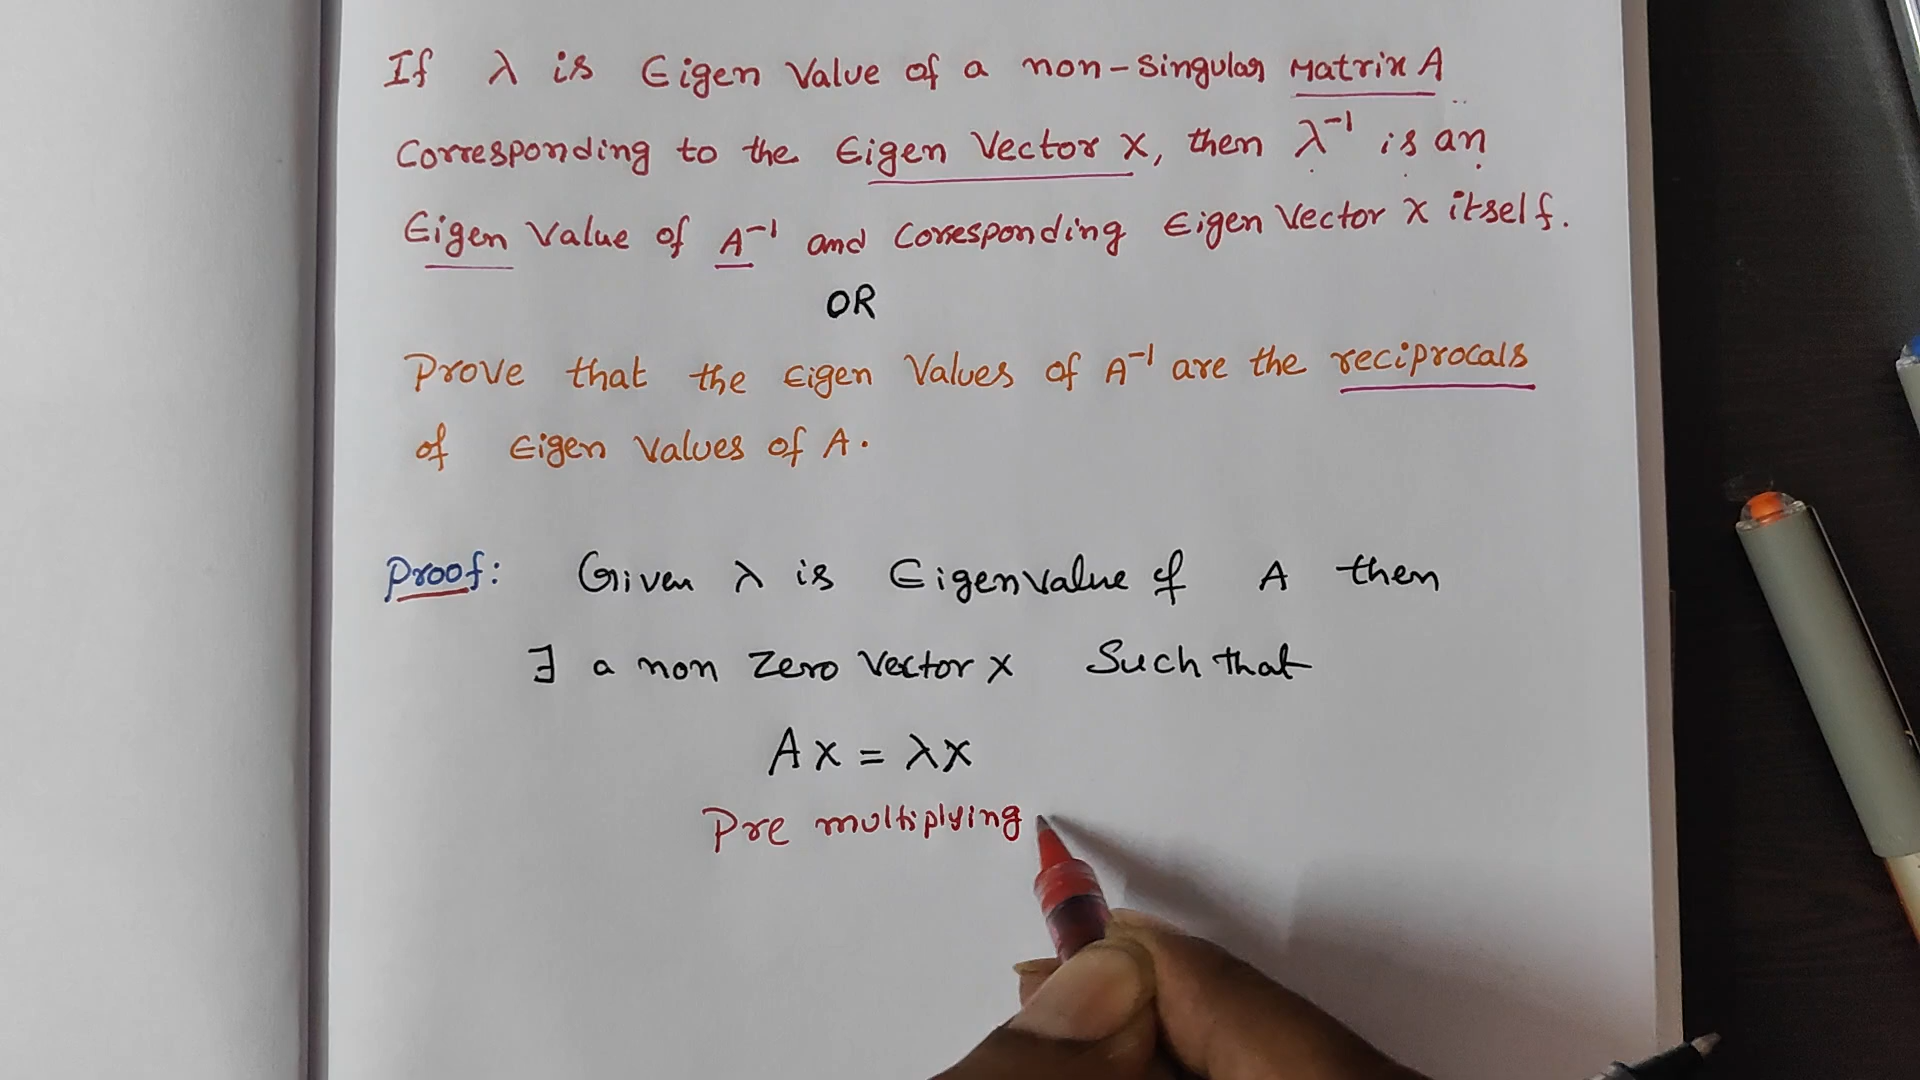 If λ is Eigen Value of a non-singular Matrix A
Corresponding to the Eigen Vector X, then λ⁻¹ is an
Eigen Value of A⁻¹ and Corresponding Eigen Vector X itself.
OR
Prove that the Eigen Values of A⁻¹ are the reciprocals
of Eigen Values of A.
Proof: Given λ is Eigenvalue of A then
∃ a non zero Vector X Such that
AX = λX
Pre multiplying